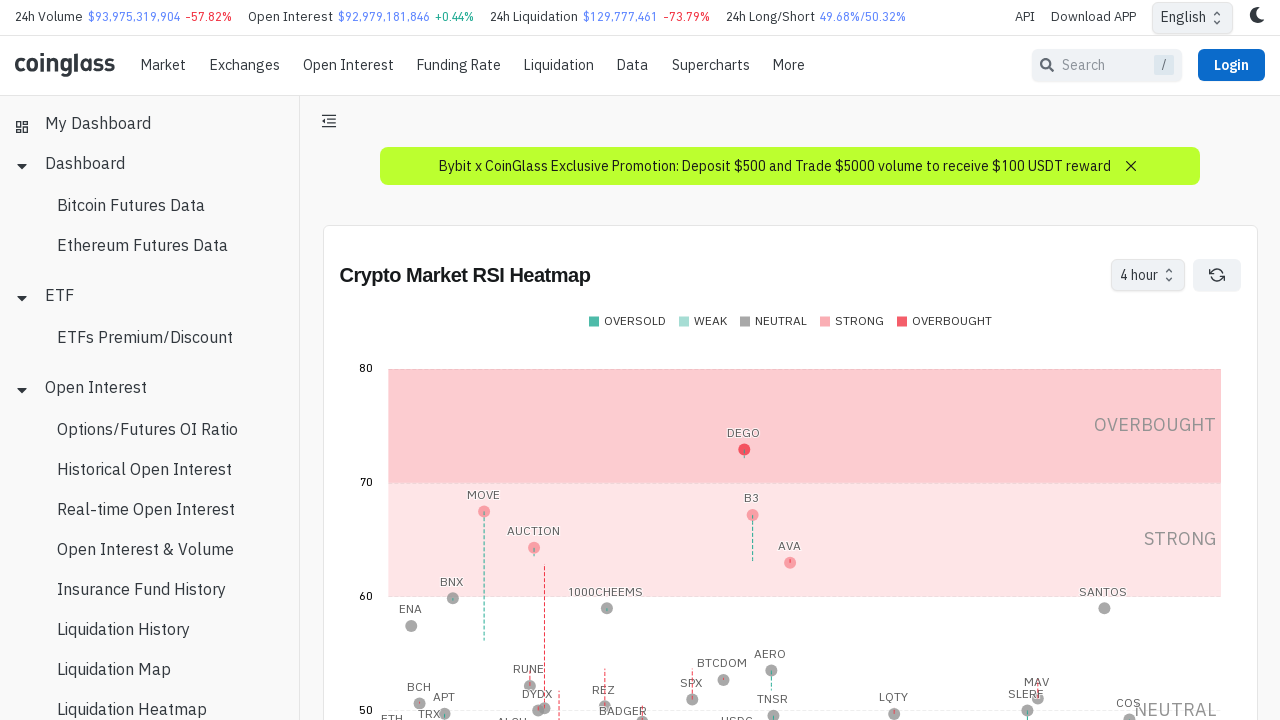 24h Volume $93,975,319,904 -57.82% Open Interest $92,979,181,846 +0.44% 24h Liquidation $129,777,461 -73.79% 24h Long/Short 49.68%/50.32% API Download APP English
coinglass Market Exchanges Open Interest Funding Rate Liquidation Data Supercharts More Search / Login
My Dashboard
Dashboard
Bitcoin Futures Data
Ethereum Futures Data
ETF
ETFs Premium/Discount
Open Interest
Options/Futures OI Ratio
Historical Open Interest
Real-time Open Interest
Open Interest & Volume
Insurance Fund History
Liquidation History
Liquidation Map
Liquidation Heatmap
Bybit x CoinGlass Exclusive Promotion: Deposit $500 and Trade $5000 volume to receive $100 USDT reward
Crypto Market RSI Heatmap
4 hour
OVERSOLD WEAK NEUTRAL STRONG OVERBOUGHT
80
OVERBOUGHT
DEGO
70
MOVE
B3
AUCTION
STRONG
AVA
BNX
1000CHEEMS
SANTOS
60
ENA
AERO
BTCDOM
RUNE
SPX
MAV
BCH
REZ
DYDX
SLERF
APT
TNSR
LQTY
COS
50
TRX
BADGER
NEUTRAL
ETH